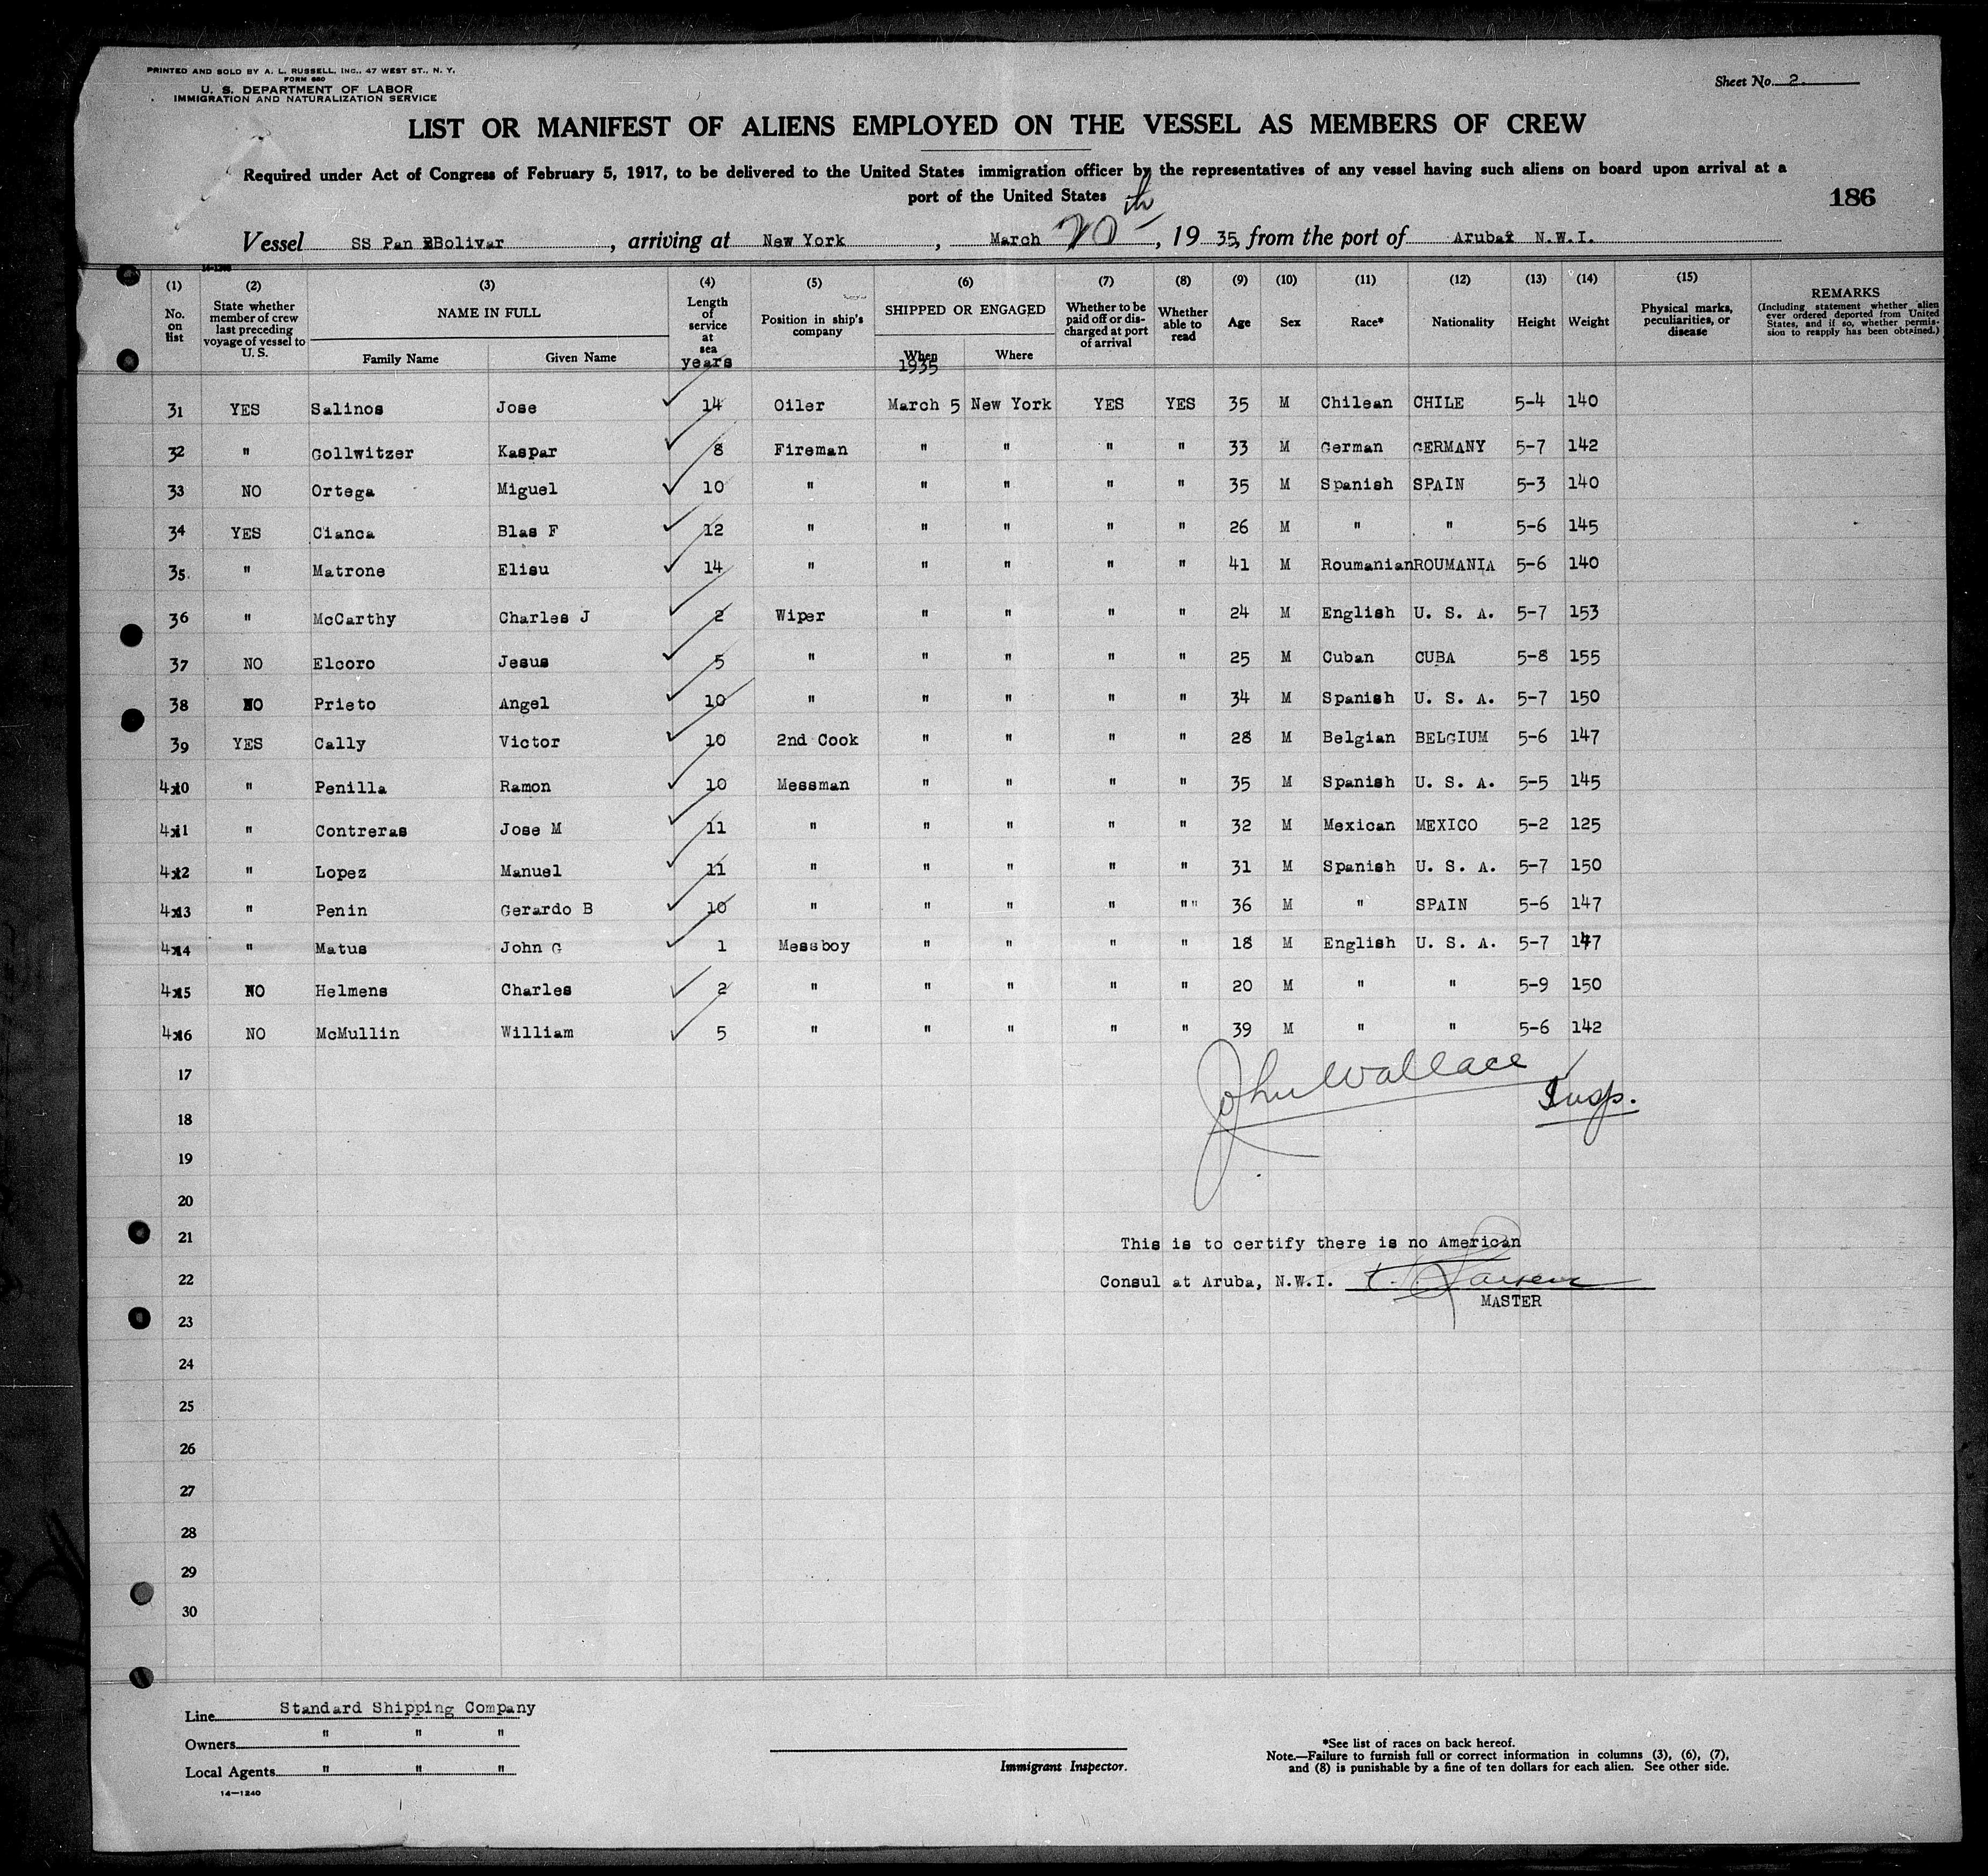 PRINTED AND SOLD BY A. L. RUSSELL, INC., 47 WEST ST., N. Y.
FORM 680
U. S. DEPARTMENT OF LABOR
IMMIGRATION AND NATURALIZATION SERVICE
Sheet No. 2.
LIST OR MANIFEST OF ALIENS EMPLOYED ON THE VESSEL AS MEMBERS OF CREW
Required under Act of Congress of February 5, 1917, to be delivered to the United States immigration officer by the representatives of any vessel having such aliens on board upon arrival at a
port of the United States
186
Vessel SS Pan BBolivar, arriving at New York, March 20th, 1935, from the port of Aruba N.W.I.
(1) No. on list
(2) State whether member of crew last preceding voyage of vessel to U. S.
(3) NAME IN FULL
Family Name Given Name
(4) Length of service at sea years
(5) Position in ship's company
(6) SHIPPED OR ENGAGED
When 1935 Where
(7) Whether to be paid off or discharged at port of arrival
(8) Whether able to read
(9) Age
(10) Sex
(11) Race*
(12) Nationality
(13) Height
(14) Weight
(15) Physical marks, peculiarities, or disease
REMARKS (Including statement whether alien ever ordered deported from United States, and if so, whether permission to reapply has been obtained.)
31 YES Salinos Jose ✓ 14 Oiler March 5 New York YES YES 35 M Chilean CHILE 5-4 140
32 " Gollwitzer Kaspar ✓ 8 Fireman " " " " 33 M German GERMANY 5-7 142
33 NO Ortega Miguel ✓ 10 " " " " " 35 M Spanish SPAIN 5-3 140
34 YES Cianca Blas F ✓ 12 " " " " " 26 M " " 5-6 145
35 " Matrone Elisu ✓ 14 " " " " " 41 M Roumanian ROUMANIA 5-6 140
36 " McCarthy Charles J ✓ 2 Wiper " " " " 24 M English U. S. A. 5-7 153
37 NO Elcoro Jesus ✓ 5 " " " " " 25 M Cuban CUBA 5-8 155
38 NO Prieto Angel ✓ 10 " " " " " 34 M Spanish U. S. A. 5-7 150
39 YES Cally Victor ✓ 10 2nd Cook " " " " 28 M Belgian BELGIUM 5-6 147
40 " Penilla Ramon ✓ 10 Messman " " " " 35 M Spanish U. S. A. 5-5 145
41 " Contreras Jose M ✓ 11 " " " " " 32 M Mexican MEXICO 5-2 125
42 " Lopez Manuel ✓ 11 " " " " " 31 M Spanish U. S. A. 5-7 150
43 " Penin Gerardo B ✓ 10 " " " " "" 36 M " SPAIN 5-6 147
44 " Matus John G ✓ 1 Messboy " " " " 18 M English U. S. A. 5-7 147
45 NO Helmens Charles ✓ 2 " " " " " 20 M " " 5-9 150
46 NO McMullin William ✓ 5 " " " " " 39 M " " 5-6 142
17
John Wallace Insp.
18
19
20
21
This is to certify there is no American
22
Consul at Aruba, N.W.I.
MASTER
23
24
25
26
27
28
29
30
Line Standard Shipping Company
Owners " " "
Local Agents " " "
14—1240
Immigrant Inspector.
*See list of races on back hereof.
Note.—Failure to furnish full or correct information in columns (3), (6), (7),
and (8) is punishable by a fine of ten dollars for each alien. See other side.